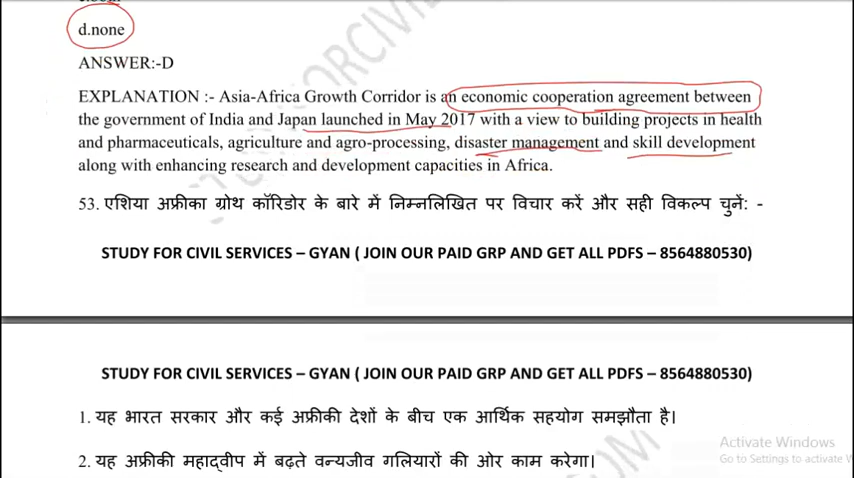 d.none
ANSWER:-D
EXPLANATION :- Asia-Africa Growth Corridor is an economic cooperation agreement between
the government of India and Japan launched in May 2017 with a view to building projects in health
and pharmaceuticals, agriculture and agro-processing, disaster management and skill development
along with enhancing research and development capacities in Africa.
53. एशिया अफ्रीका ग्रोथ कॉरिडोर के बारे में निम्नलिखित पर विचार करें और सही विकल्प चुनें: -
STUDY FOR CIVIL SERVICES – GYAN ( JOIN OUR PAID GRP AND GET ALL PDFS – 8564880530)
STUDY FOR CIVIL SERVICES – GYAN ( JOIN OUR PAID GRP AND GET ALL PDFS – 8564880530)
1. यह भारत सरकार और कई अफ्रीकी देशों के बीच एक आर्थिक सहयोग समझौता है।
Activate Windows
Go to Settings to activate W
2. यह अफ्रीकी महाद्वीप में बढ़ते वन्यजीव गलियारों की ओर काम करेगा।